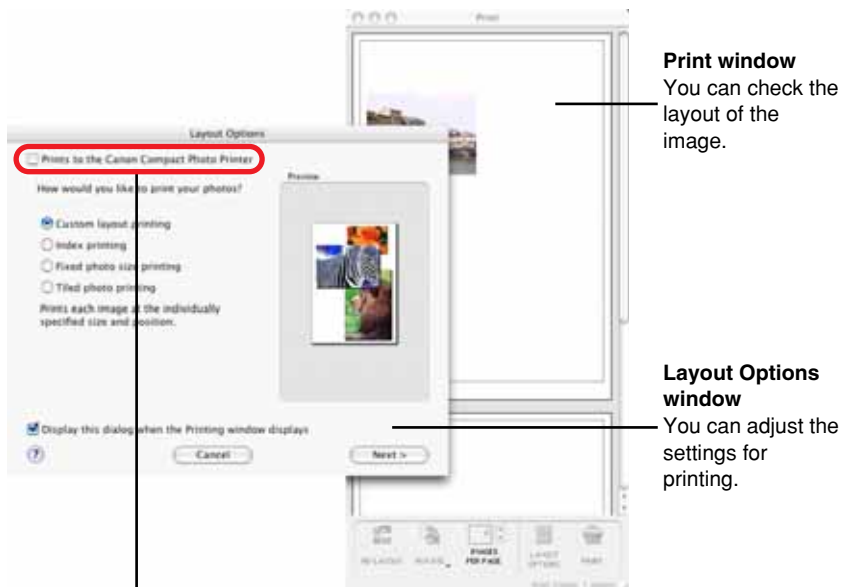 Print
Print window
You can check the
layout of the
image.
Layout Options
Prints to the Canon Compact Photo Printer
How would you like to print your photos?
Preview
Custom layout printing
Index printing
Fixed photo size printing
Tiled photo printing
Prints each image at the individually
specified size and position.
Layout Options
window
You can adjust the
settings for
printing.
Display this dialog when the Printing window displays
?
Cancel
Next >
IMAGES
PER PAGE
LAYOUT
OPTIONS
PRINT